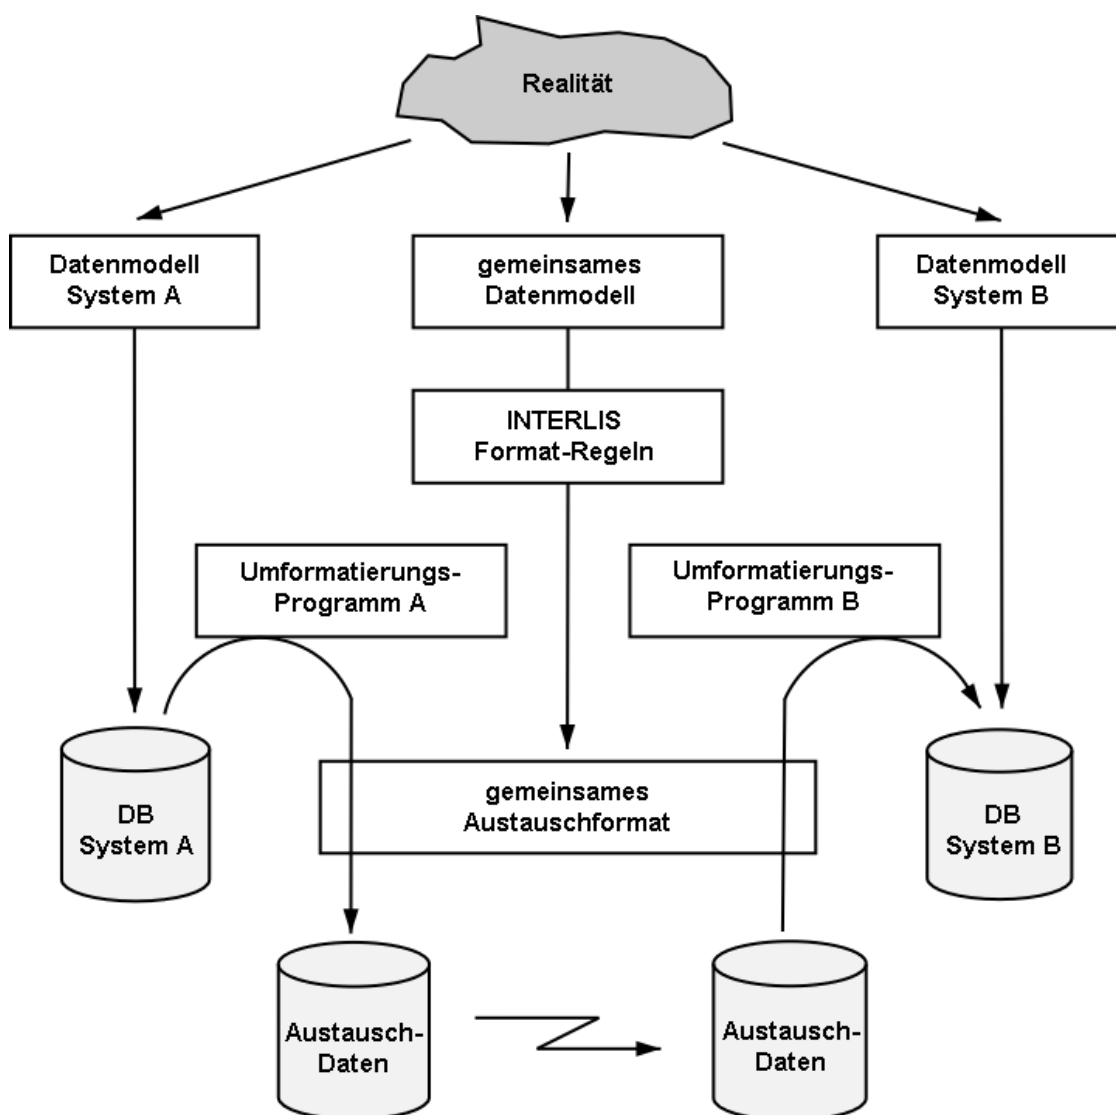 Realität
Datenmodell
System A
gemeinsames
Datenmodell
Datenmodell
System B
INTERLIS
Format-Regeln
Umformatierungs-
Programm A
Umformatierungs-
Programm B
DB
System A
gemeinsames
Austauschformat
DB
System B
Austausch-
Daten
Austausch-
Daten